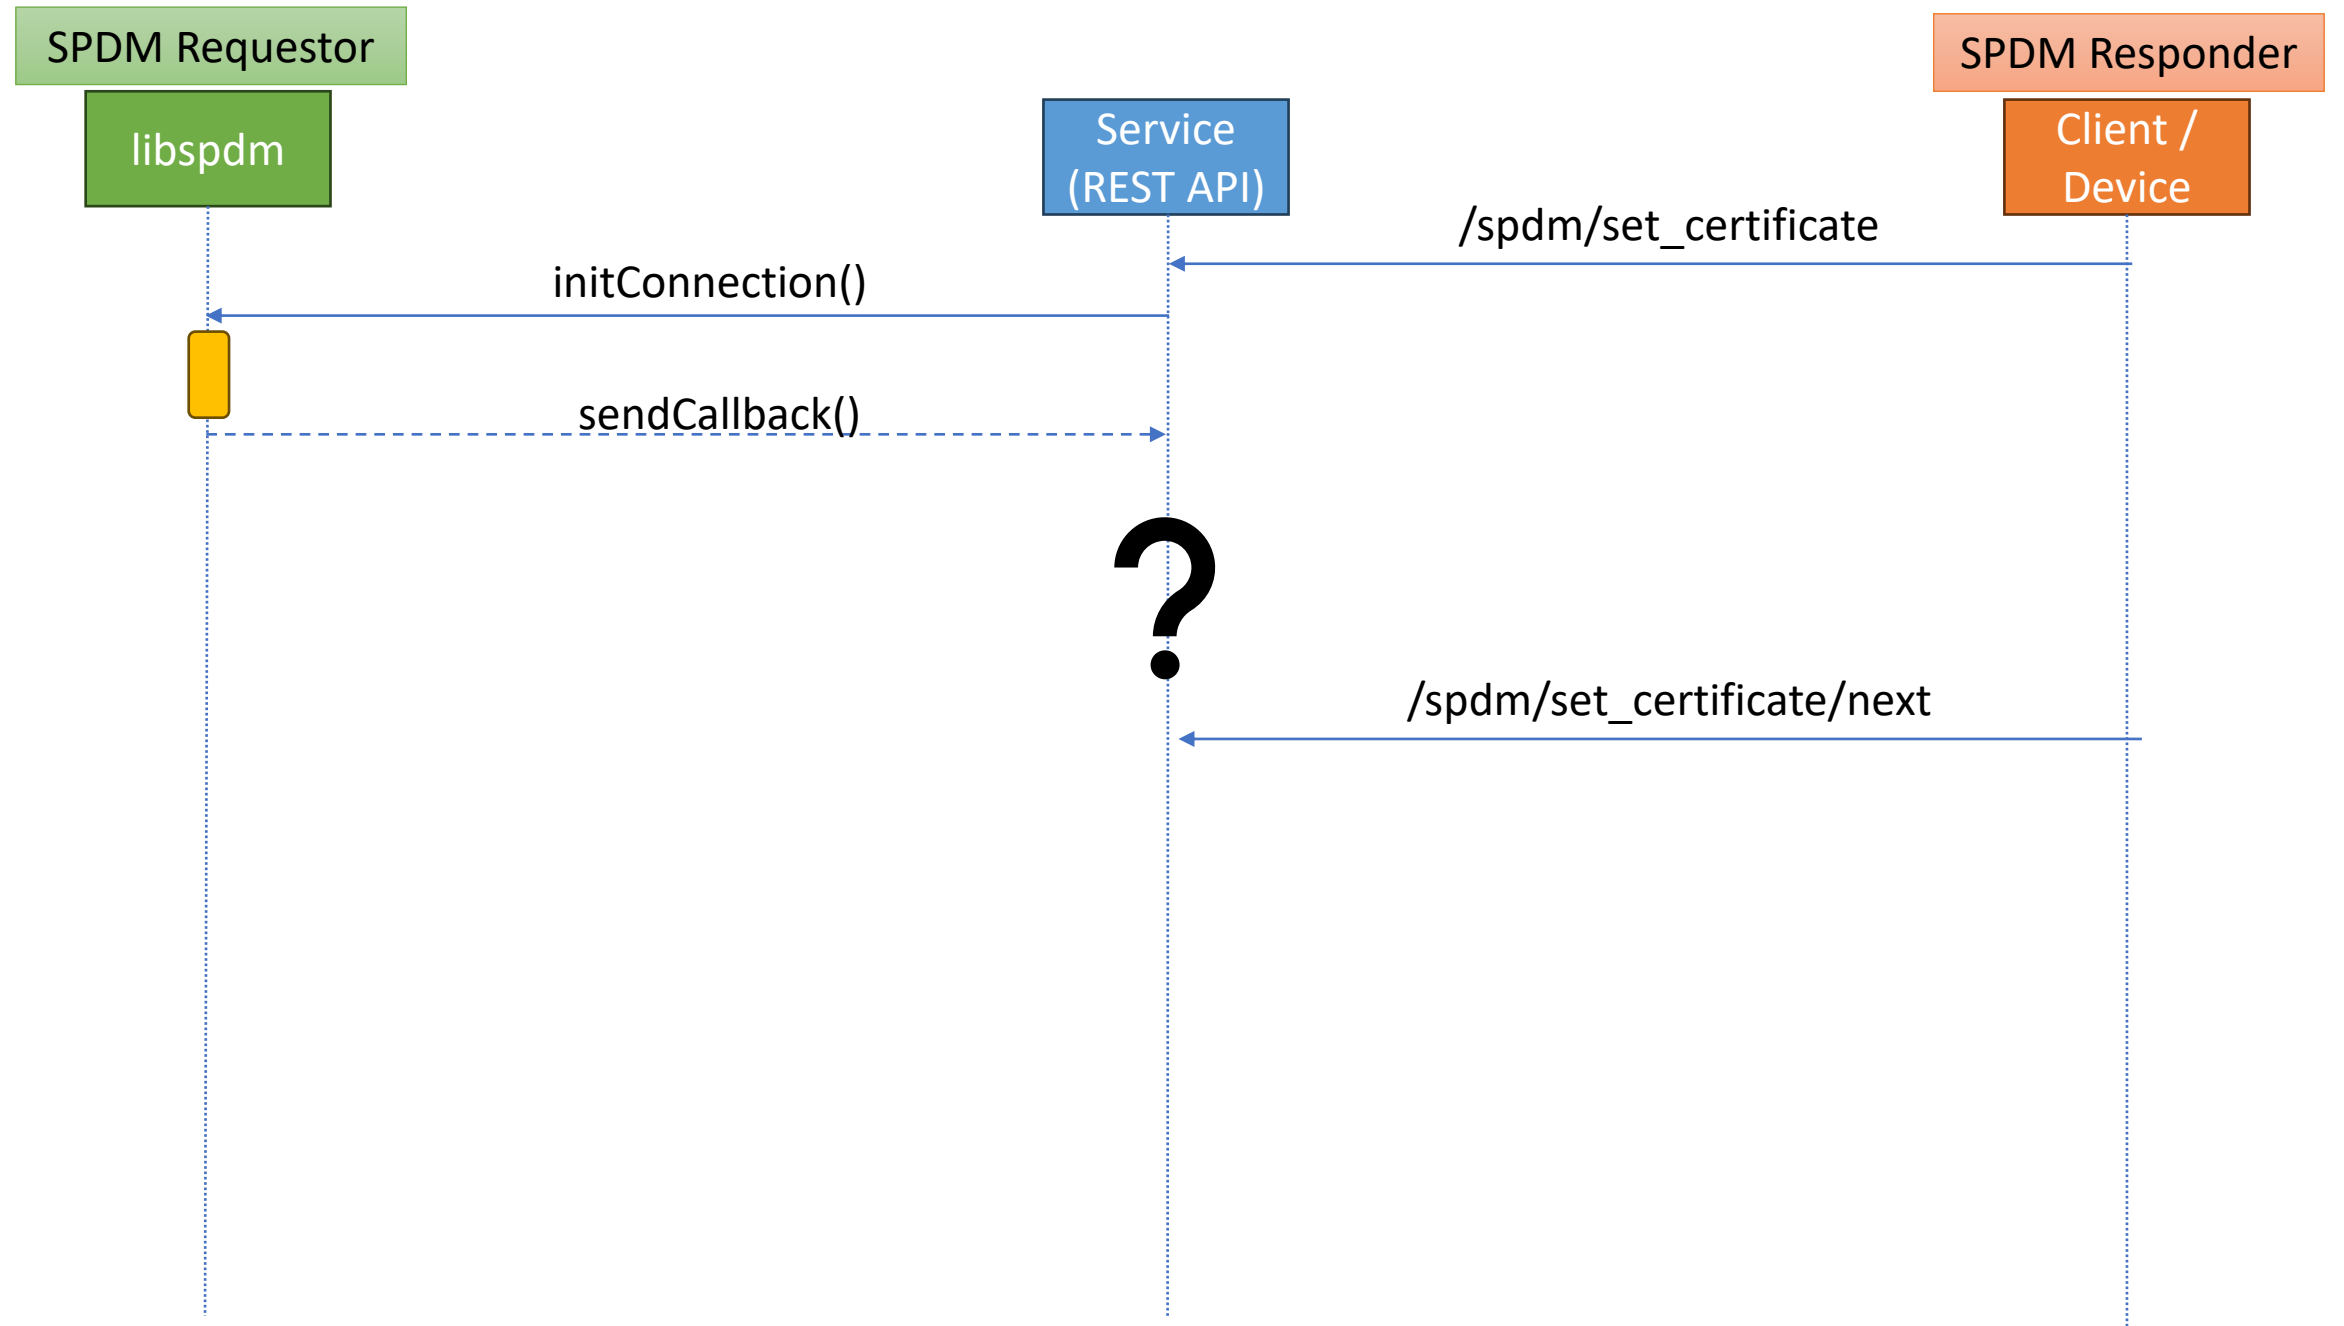 SPDM Requestor
SPDM Responder
libspdm
Service
(REST API)
Client /
Device
/spdm/set_certificate
initConnection()
sendCallback()
?
/spdm/set_certificate/next